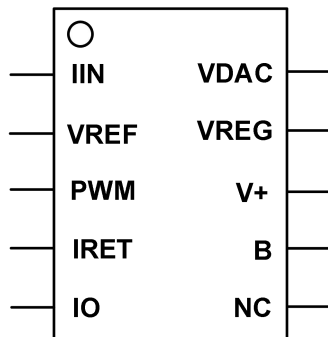 IIN VDAC
VREF VREG
PWM V+
IRET B
IO NC